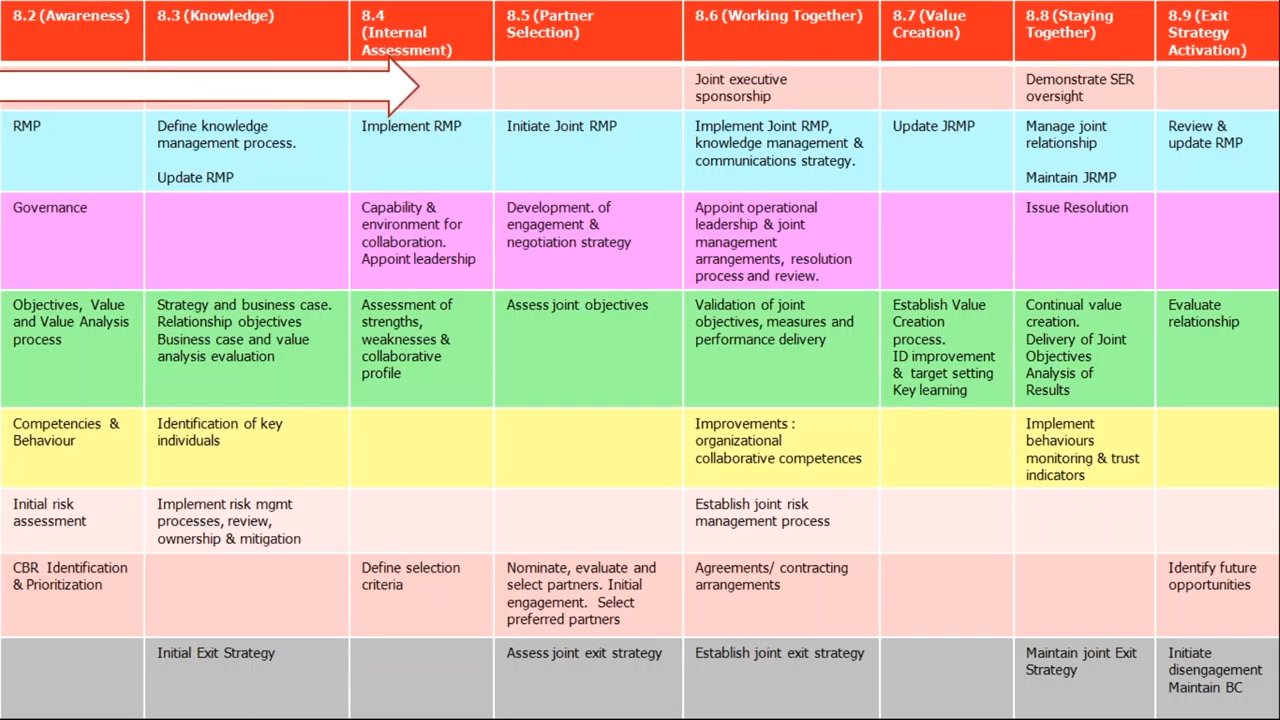 8.2 (Awareness)
8.3 (Knowledge)
8.4
(Internal
Assessment)
8.5 (Partner
Selection)
8.6 (Working Together)
8.7 (Value
Creation)
8.8 (Staying
Together)
8.9 (Exit
Strategy
Activation)
Joint executive
sponsorship
Demonstrate SER
oversight
RMP
Define knowledge
management process.
Update RMP
Implement RMP
Initiate Joint RMP
Implement Joint RMP,
knowledge management &
communications strategy.
Update JRMP
Manage joint
relationship
Maintain JRMP
Review &
update RMP
Governance
Capability &
environment for
collaboration.
Appoint leadership
Development. of
engagement &
negotiation strategy
Appoint operational
leadership & joint
management
arrangements, resolution
process and review.
Issue Resolution
Objectives, Value
and Value Analysis
process
Strategy and business case.
Relationship objectives
Business case and value
analysis evaluation
Assessment of
strengths,
weaknesses &
collaborative
profile
Assess joint objectives
Validation of joint
objectives, measures and
performance delivery
Establish Value
Creation
process.
ID improvement
& target setting
Key learning
Continual value
creation.
Delivery of Joint
Objectives
Analysis of
Results
Evaluate
relationship
Competencies &
Behaviour
Identification of key
individuals
Improvements :
organizational
collaborative competences
Implement
behaviours
monitoring & trust
indicators
Initial risk
assessment
Implement risk mgmt
processes, review,
ownership & mitigation
Establish joint risk
management process
CBR Identification
& Prioritization
Define selection
criteria
Nominate, evaluate and
select partners. Initial
engagement. Select
preferred partners
Agreements/ contracting
arrangements
Identify future
opportunities
Initial Exit Strategy
Assess joint exit strategy
Establish joint exit strategy
Maintain joint Exit
Strategy
Initiate
disengagement
Maintain BC